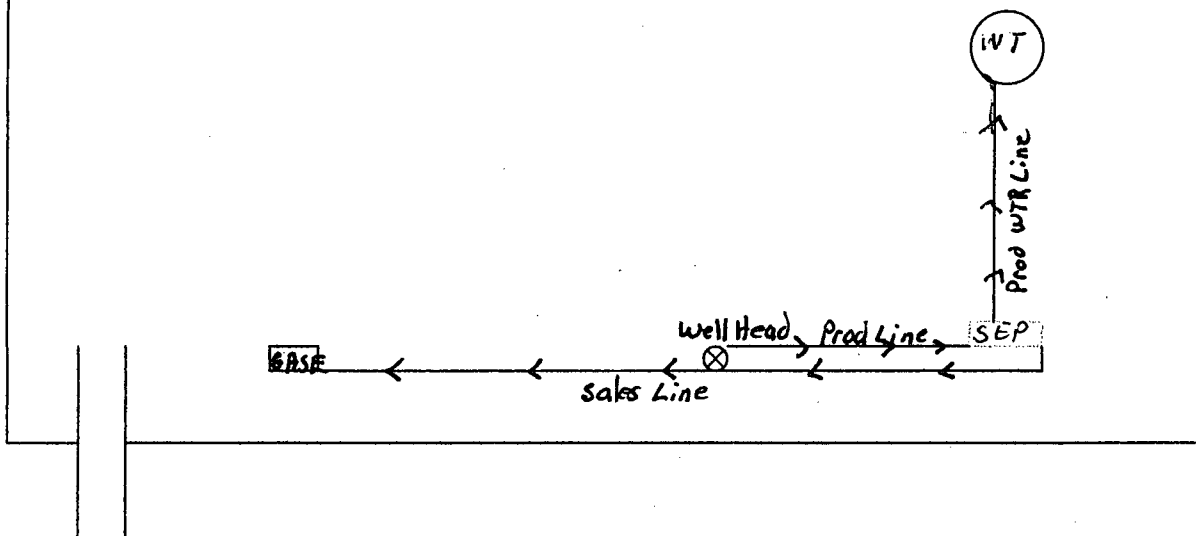 WT
Prod WTR Line
Well Head
Prod Line
SEP
Sales Line